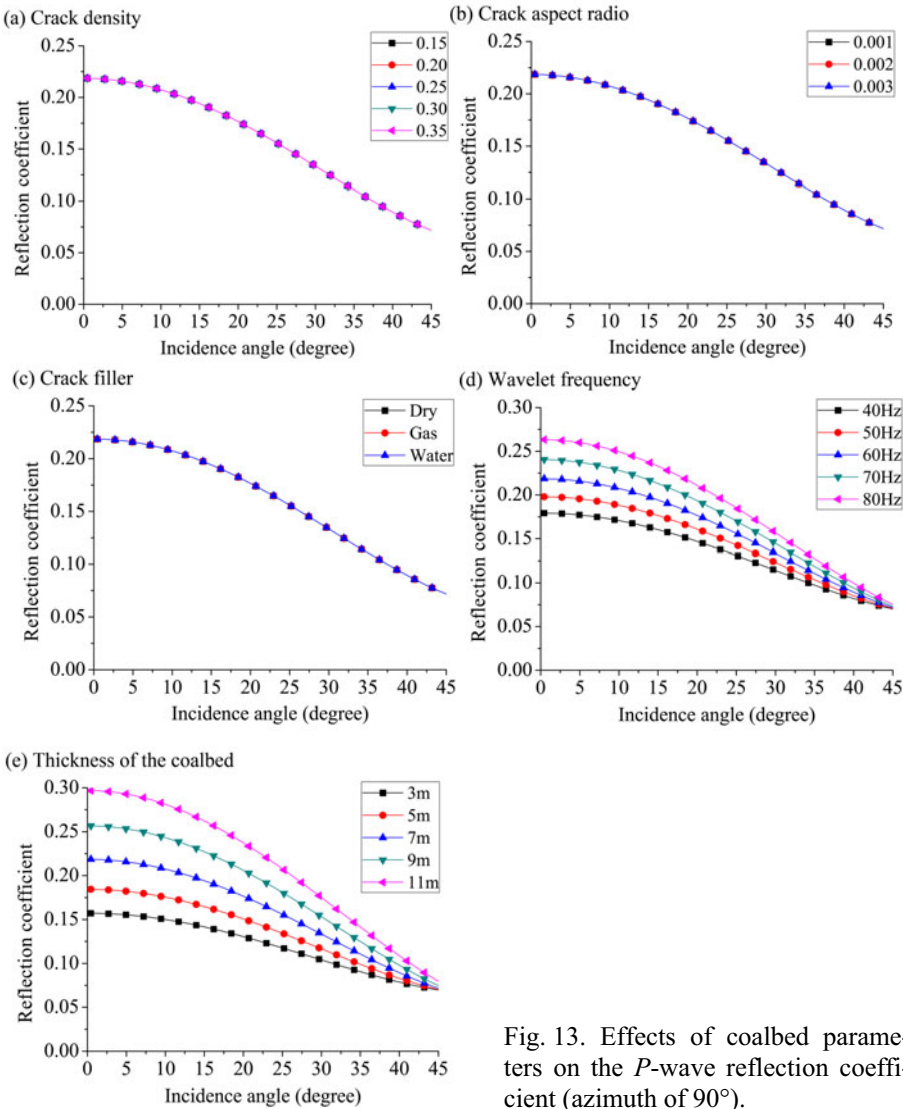 (a) Crack density
0.25
0.20
0.15
0.10
0.05
0.00
Reflection coefficient
0 5 10 15 20 25 30 35 40 45
Incidence angle (degree)
0.15
0.20
0.25
0.30
0.35
(b) Crack aspect radio
0.25
0.20
0.15
0.10
0.05
0.00
Reflection coefficient
0 5 10 15 20 25 30 35 40 45
Incidence angle (degree)
0.001
0.002
0.003
(c) Crack filler
0.25
0.20
0.15
0.10
0.05
0.00
Reflection coefficient
0 5 10 15 20 25 30 35 40 45
Incidence angle (degree)
Dry
Gas
Water
(d) Wavelet frequency
0.30
0.25
0.20
0.15
0.10
0.05
0.00
Reflection coefficient
0 5 10 15 20 25 30 35 40 45
Incidence angle (degree)
40Hz
50Hz
60Hz
70Hz
80Hz
(e) Thickness of the coalbed
0.30
0.25
0.20
0.15
0.10
0.05
0.00
Reflection coefficient
0 5 10 15 20 25 30 35 40 45
Incidence angle (degree)
3m
5m
7m
9m
11m
Fig. 13. Effects of coalbed parame-
ters on the P-wave reflection coeffi-
cient (azimuth of 90°).